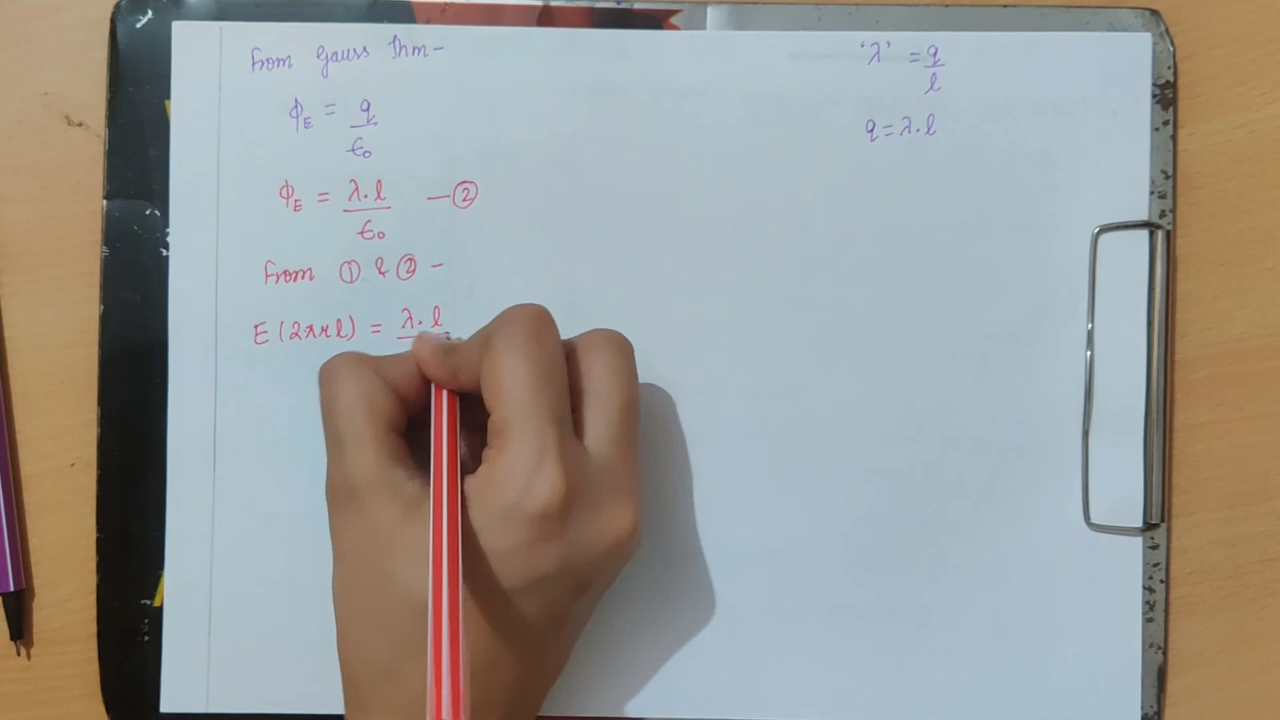 From Gauss Thm-
ϕE = q/ϵ₀
ϕE = λ.l/ϵ₀ —②
From ① & ② -
E(2πrl) = λ.l
'λ' = q/l
q=λ.l